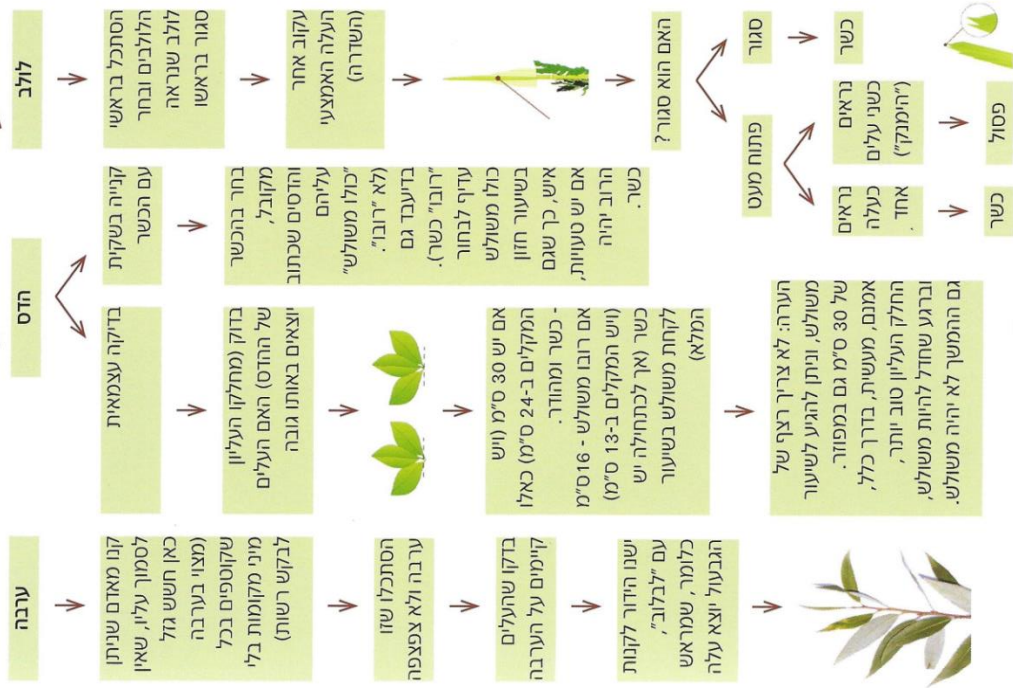 לולב
הסתכל בראשי
הלולבים ובחר
לולב שנראה
סגור בראשו
עקוב אחר
העלה האמצעי
(השדרה)
האם הוא סגור?
סגור
כשר
פתוח מעט
נראים
כשני עלים
("הימנק")
פסול
נראים
כעלה
אחד.
כשר
הדס
קנייה בשקית
עם הכשר
בחר בהכשר
מקובל,
והדסים שכתוב
עליהם
"כולו משולש"
(לא "רובו".
בדיעבד גם
"רובו" כשר).
עדיף לבחור
כולו משולש
בשיעור חזון
איש, כך שגם
אם יש טעויות,
הרוב יהיה
כשר.
בדיקה עצמאית
בדוק (מחלקו העליון
של ההדס) האם העלים
יוצאים באותו גובה
אם יש 30 ס"מ (ויש
המקלים ב-24 ס"מ) כאלו
- כשר ומהודר.
אם רובו משולש - 16 ס"מ
(ויש המקלים ב-13 ס"מ)
כשר (אך לכתחילה יש
לקחת משולש בשיעור
המלא)
הערה: לא צריך רצף של
משולש, וניתן להגיע לשיעור
של 30 ס"מ גם במפוזר.
אמנם, מעשית, בדרך כלל,
החלק העליון טוב יותר,
וברגע שחדל להיות משולש,
גם ההמשך לא יהיה משולש.
ערבה
קנו מאדם שניתן
לסמוך עליו, שאין
כאן חשש גזל
(מצוי בערבה
שקוטפים בכל
מיני מקומות בלי
לבקש רשות)
הסתכל שזו
ערבה ולא צפצפה
בדקו שהעלים
קיימים על הערבה
ישנו הידור לקנות
עם "לבלוב",
כלומר, שמראש
הגבעול יוצא עלה